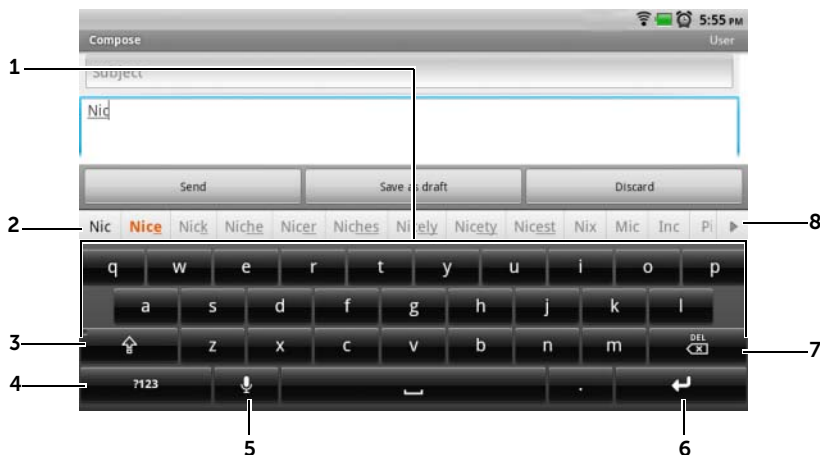 5:55 PM
Compose User
1
Subject
Nic
Send Save as draft Discard
2 Nic Nice Nick Niche Nicer Niches Nicely Nicety Nicest Nix Mic Inc Pi 8
q w e r t y u i o p
a s d f g h j k l
3 z x c v b n m DEL 7
4 ?123 .
5 6